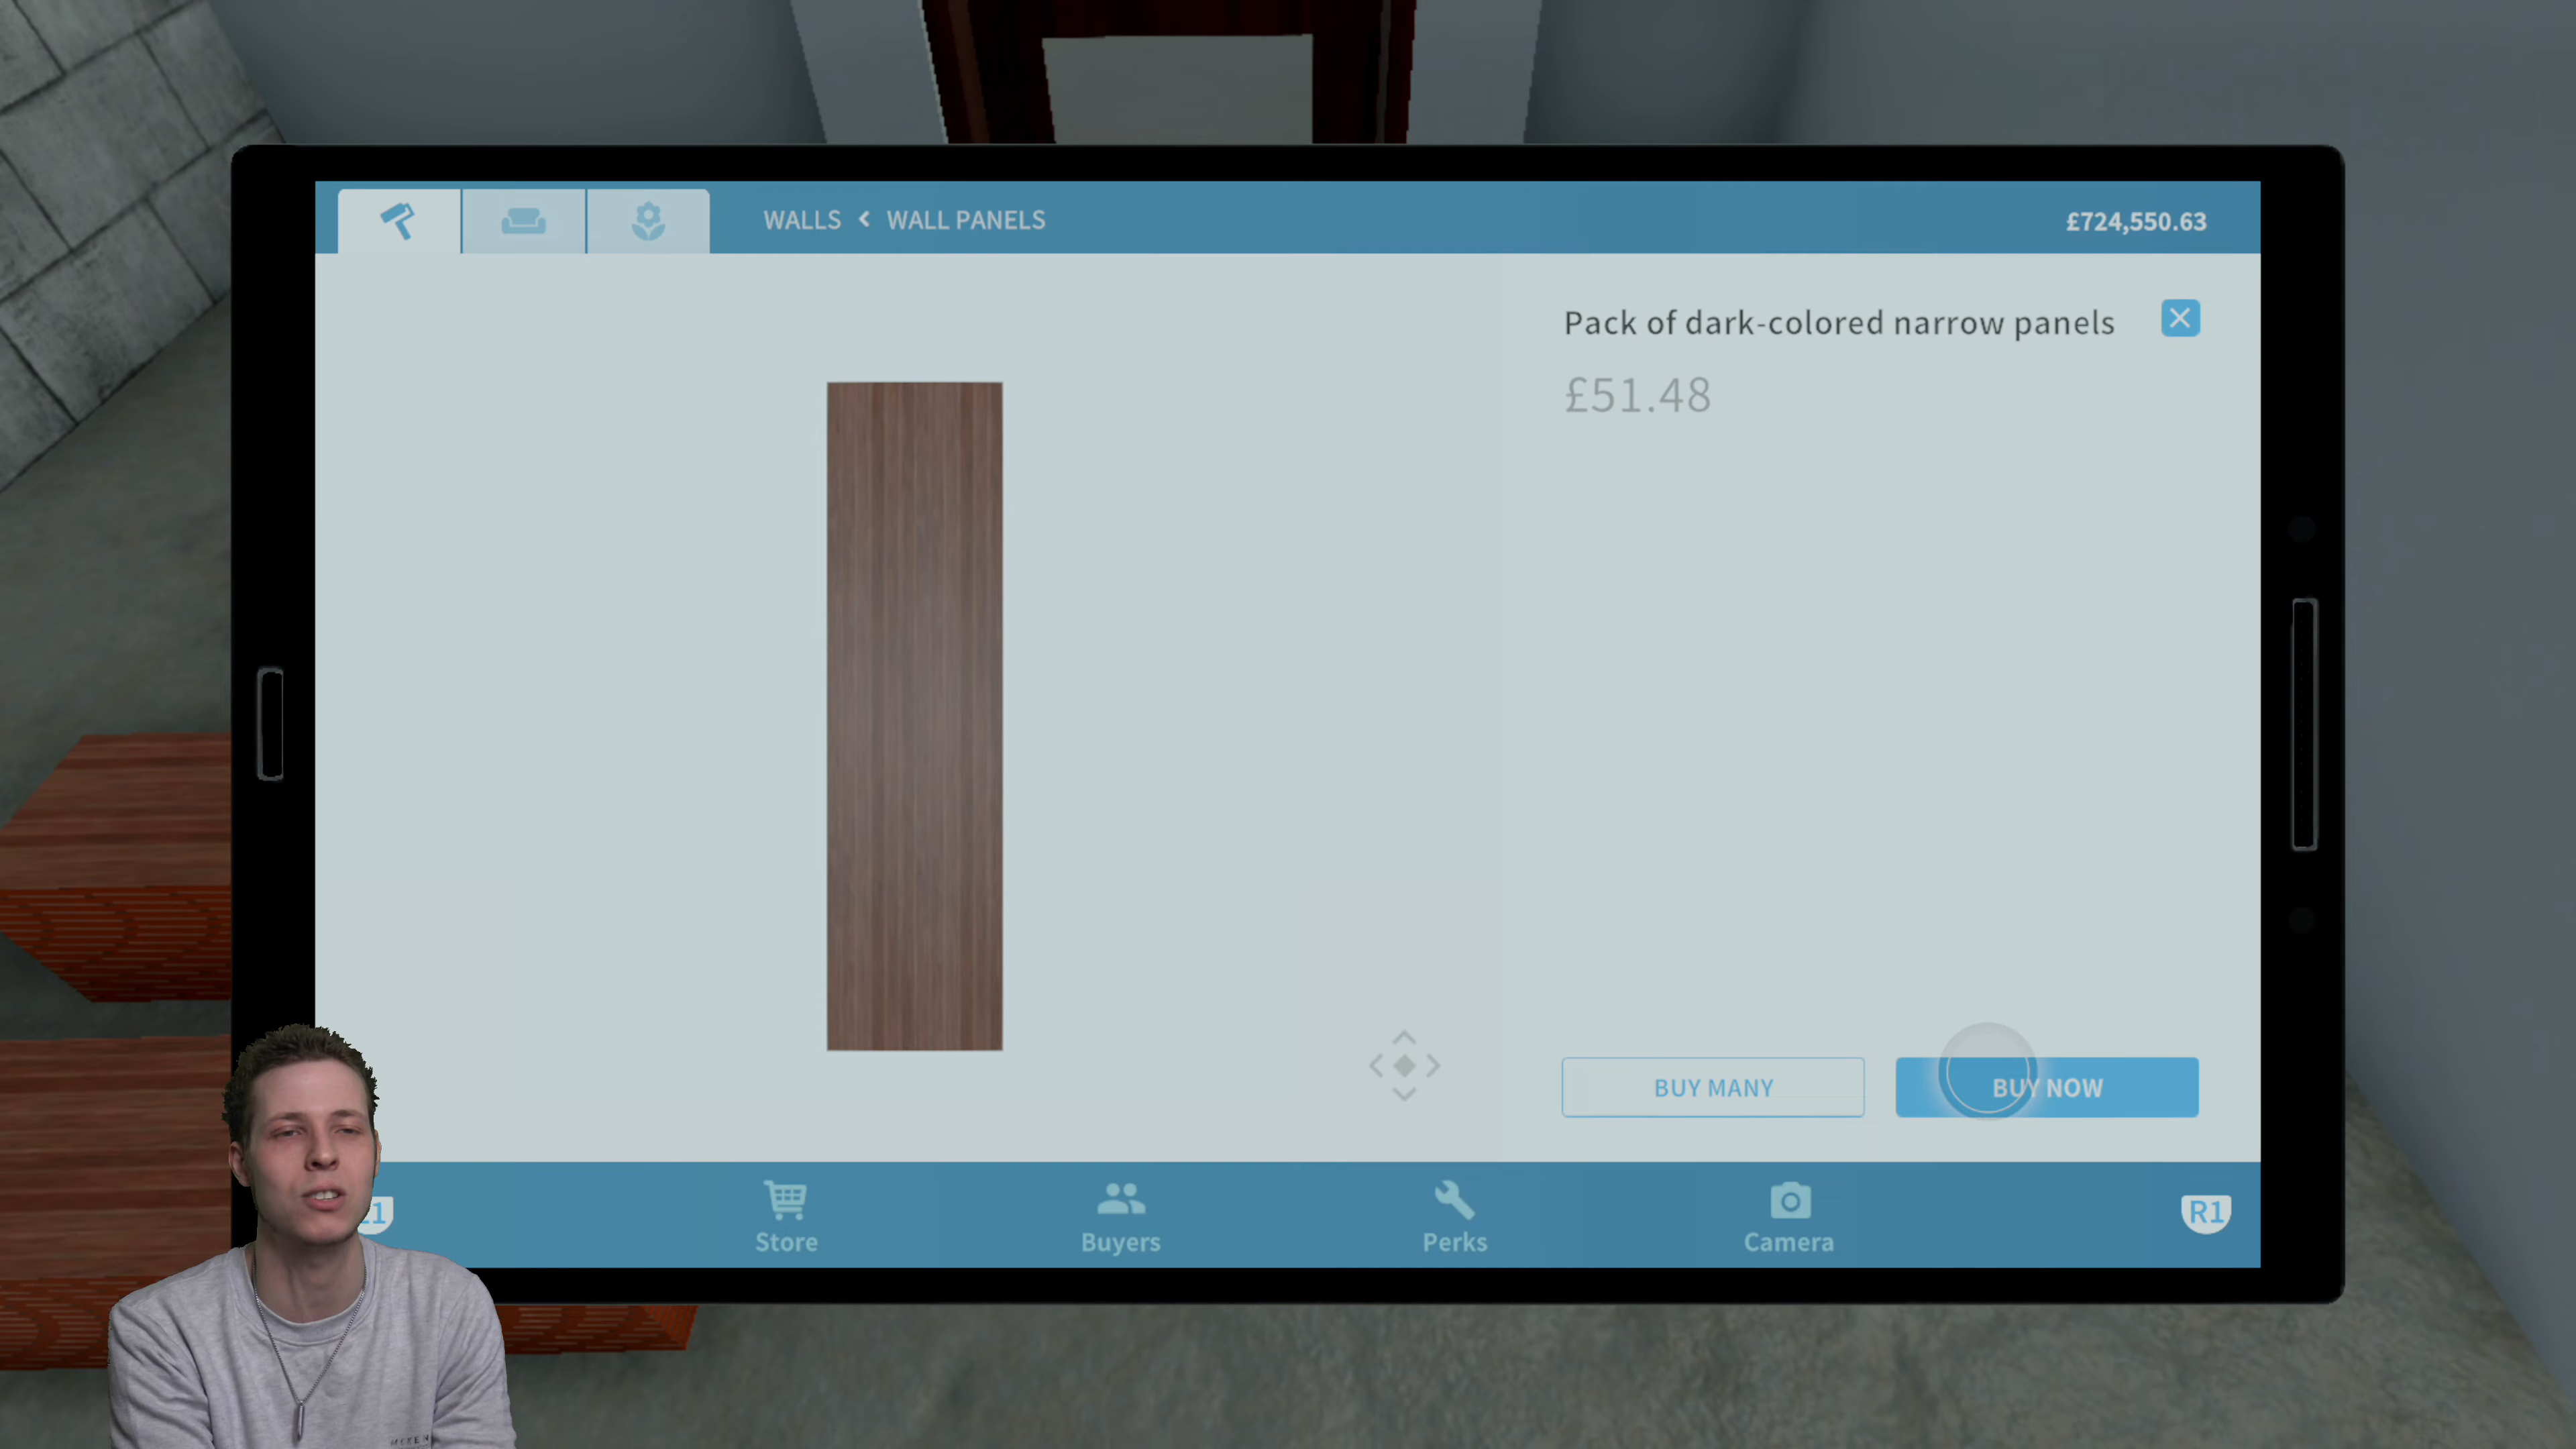 WALLS < WALL PANELS
£724,550.63
Pack of dark-colored narrow panels
£51.48
BUY MANY
BUY NOW
Store
Buyers
Perks
Camera
R1